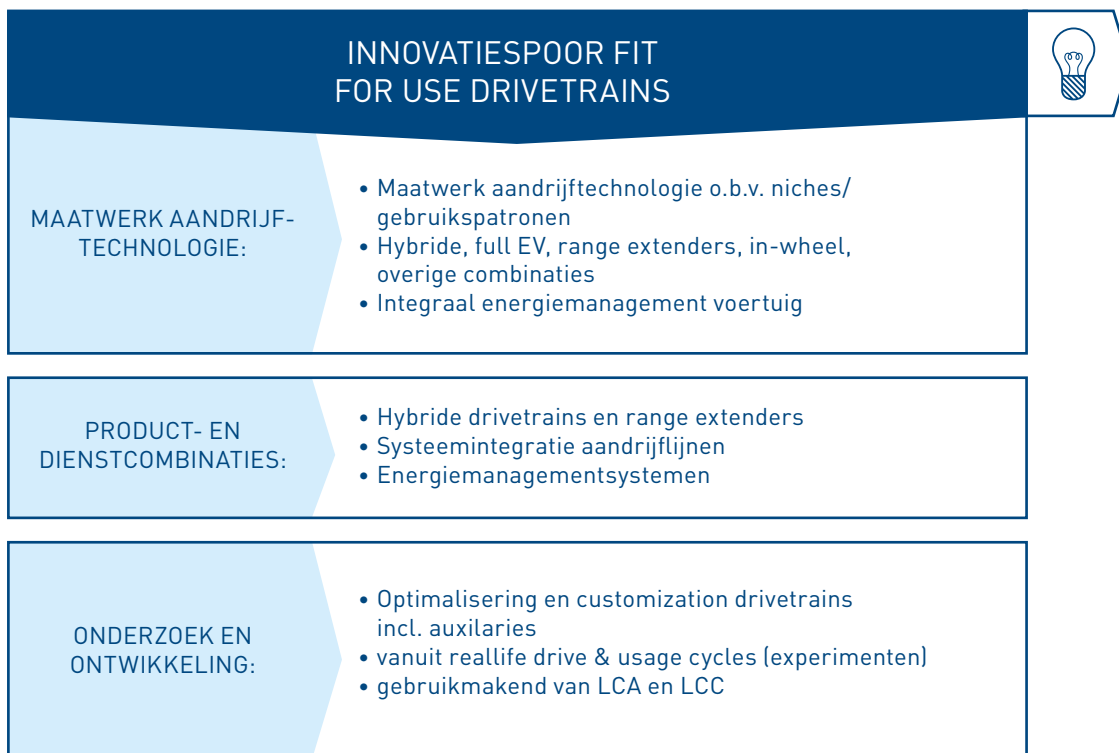 INNOVATIESPOOR FIT
FOR USE DRIVETRAINS
MAATWERK AANDRIJF-
TECHNOLOGIE:
• Maatwerk aandrijftechnologie o.b.v. niches/
gebruikspatronen
• Hybride, full EV, range extenders, in-wheel,
overige combinaties
• Integraal energiemanagement voertuig
PRODUCT- EN
DIENSTCOMBINATIES:
• Hybride drivetrains en range extenders
• Systeemintegratie aandrijflijnen
• Energiemanagementsystemen
ONDERZOEK EN
ONTWIKKELING:
• Optimalisering en customization drivetrains
incl. auxilaries
• vanuit reallife drive & usage cycles (experimenten)
• gebruikmakend van LCA en LCC